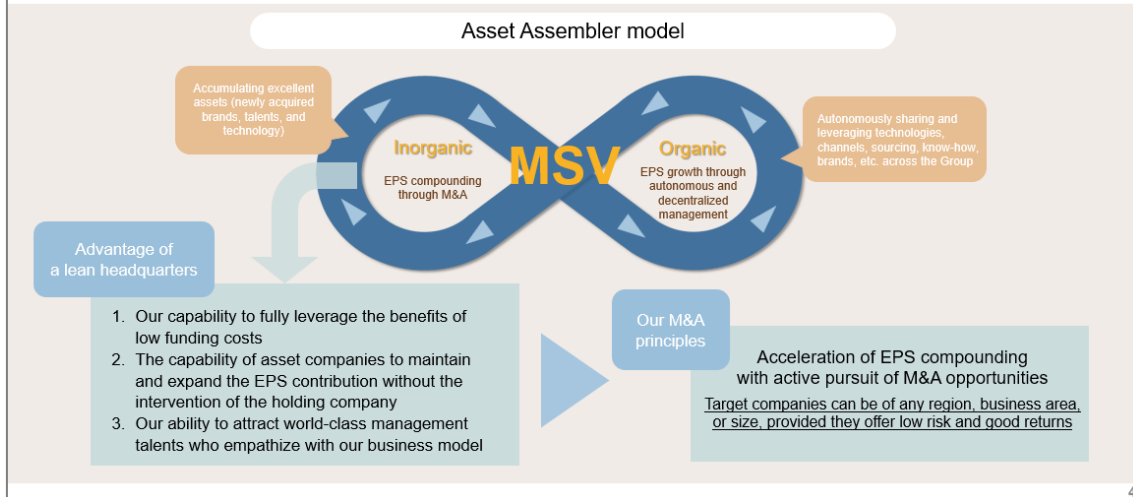 Asset Assembler model
Accumulating excellent
assets (newly acquired
brands, talents, and
technology)
Inorganic
EPS compounding
through M&A
MSV
Organic
EPS growth through
autonomous and
decentralized
management
Autonomously sharing and
leveraging technologies,
channels, sourcing, know-how,
brands, etc. across the Group
Advantage of
a lean headquarters
1. Our capability to fully leverage the benefits of
low funding costs
2. The capability of asset companies to maintain
and expand the EPS contribution without the
intervention of the holding company
3. Our ability to attract world-class management
talents who empathize with our business model
Our M&A
principles
Acceleration of EPS compounding
with active pursuit of M&A opportunities
Target companies can be of any region, business area,
or size, provided they offer low risk and good returns